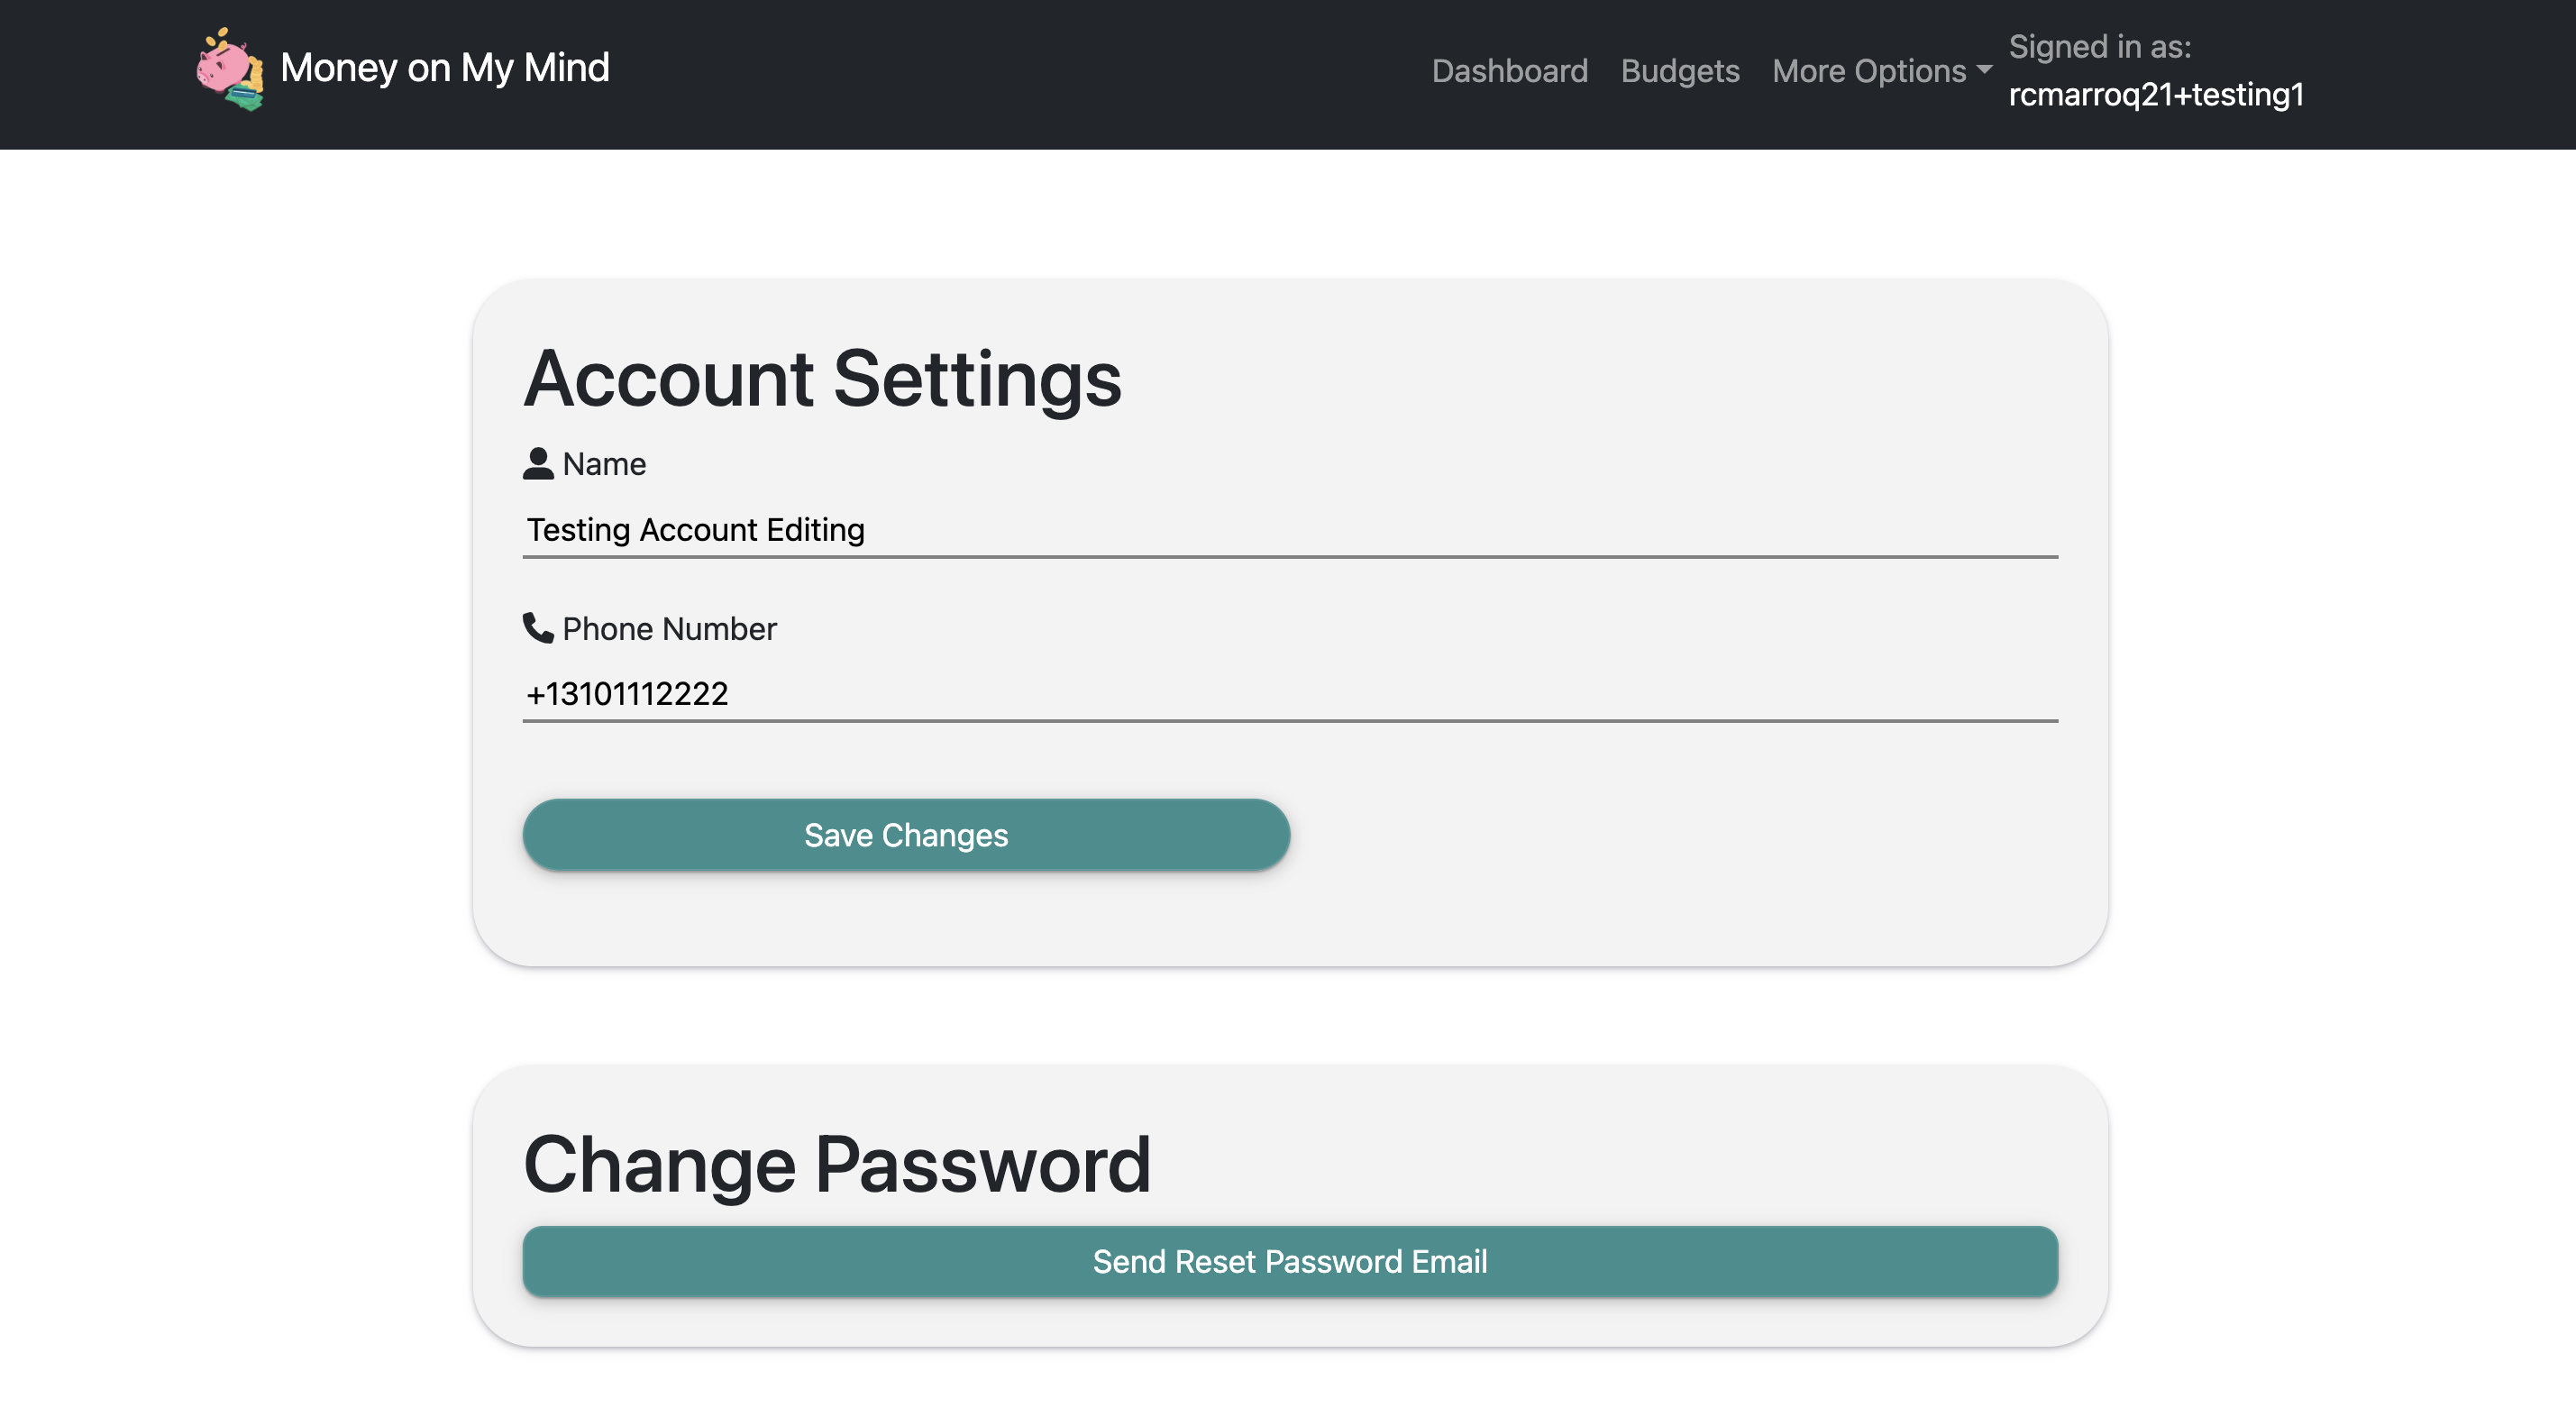 Money on My Mind
Dashboard Budgets More Options
Signed in as:
rcmarroq21+testing1
Account Settings
Name
Testing Account Editing
Phone Number
+13101112222
Save Changes
Change Password
Send Reset Password Email